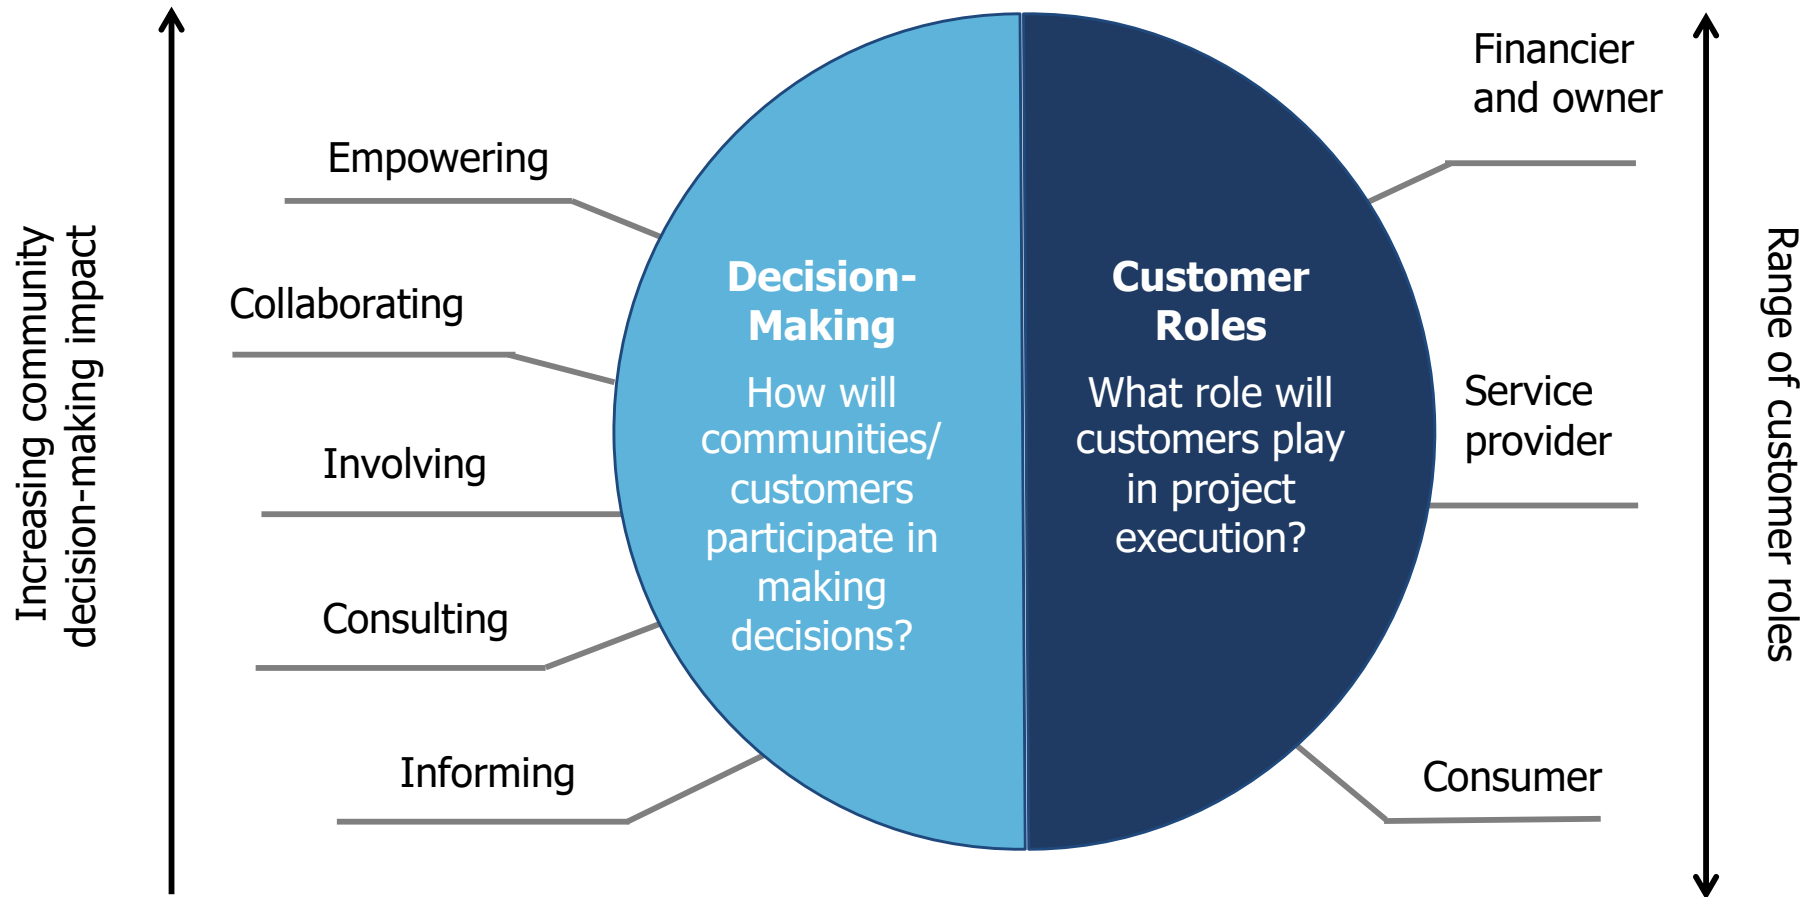 Increasing community
decision-making impact
Empowering
Collaborating
Involving
Consulting
Informing
Decision-
Making
How will
communities/
customers
participate in
making
decisions?
Customer
Roles
What role will
customers play
in project
execution?
Financier
and owner
Service
provider
Consumer
Range of customer roles